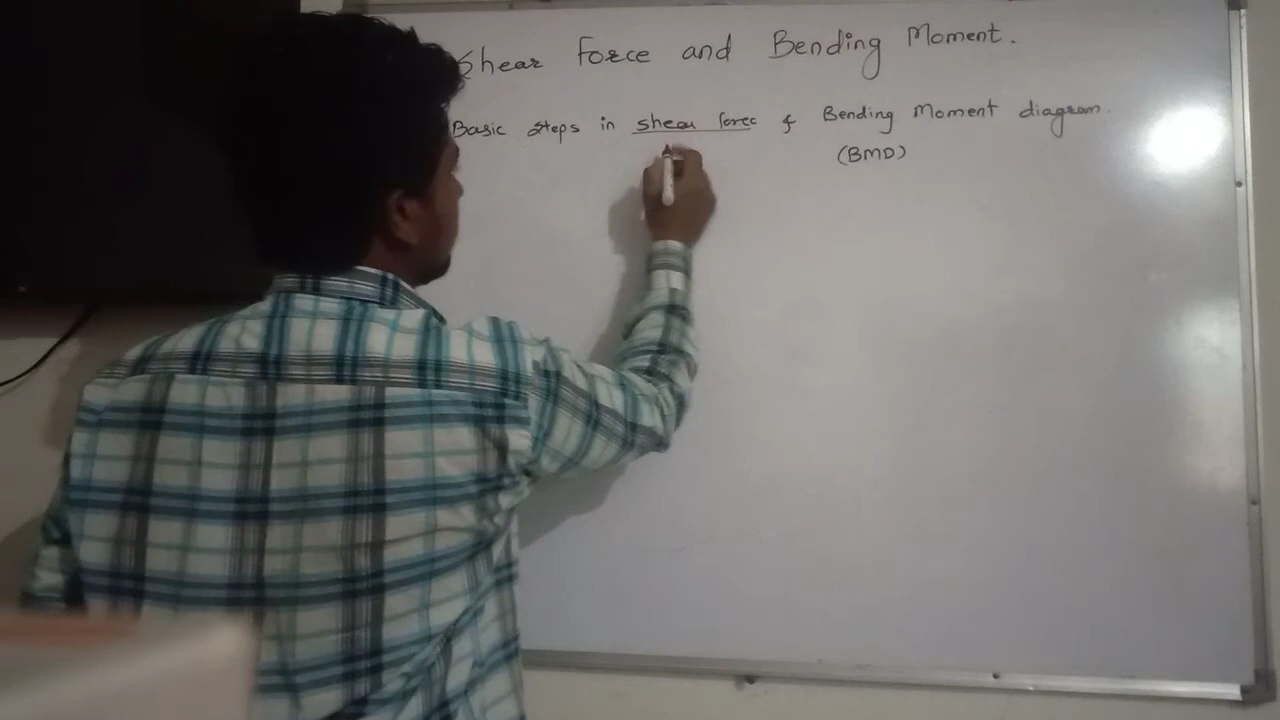 Shear Force and Bending Moment.
Basic steps in shear force & Bending Moment diagram.
(BMD)